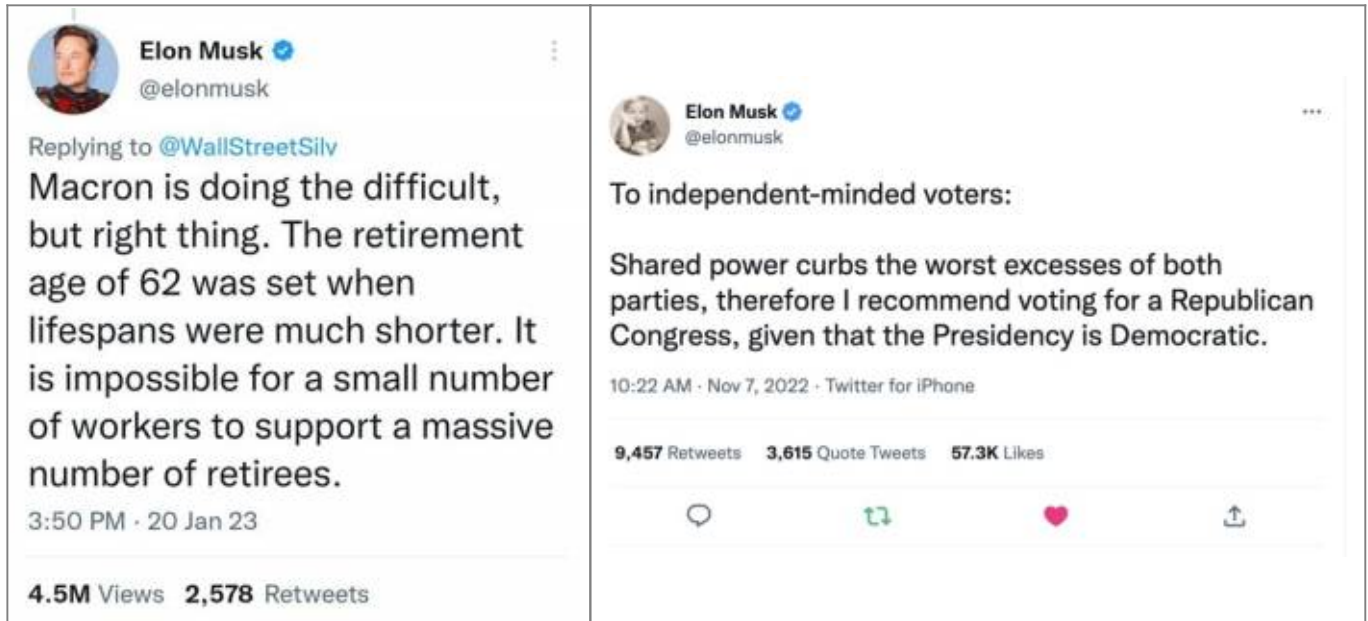 Elon Musk
@elonmusk
Replying to @WallStreetSilv
Macron is doing the difficult,
but right thing. The retirement
age of 62 was set when
lifespans were much shorter. It
is impossible for a small number
of workers to support a massive
number of retirees.
3:50 PM · 20 Jan 23
4.5M Views 2,578 Retweets
Elon Musk
@elonmusk
To independent-minded voters:
Shared power curbs the worst excesses of both
parties, therefore I recommend voting for a Republican
Congress, given that the Presidency is Democratic.
10:22 AM · Nov 7, 2022 · Twitter for iPhone
9,457 Retweets 3,615 Quote Tweets 57.3K Likes